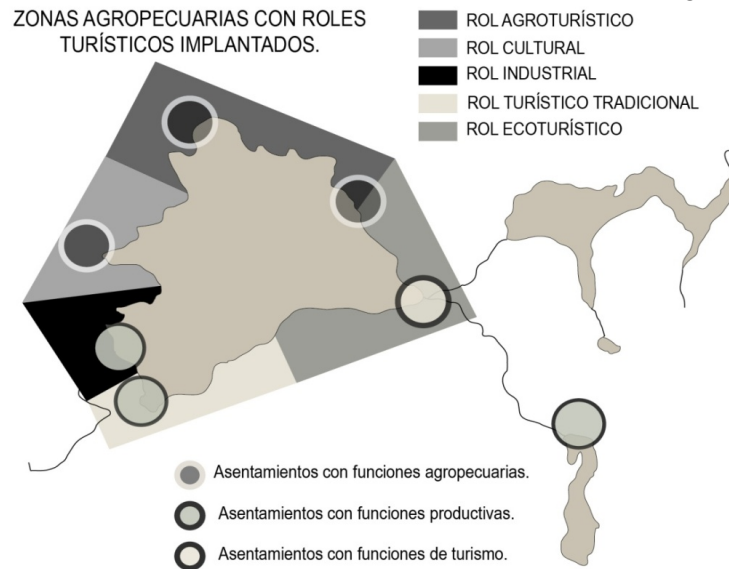 ZONAS AGROPECUARIAS CON ROLES
TURÍSTICOS IMPLANTADOS.
ROL AGROTURÍSTICO
ROL CULTURAL
ROL INDUSTRIAL
ROL TURÍSTICO TRADICIONAL
ROL ECOTURÍSTICO
Asentamientos con funciones agropecuarias.
Asentamientos con funciones productivas.
Asentamientos con funciones de turismo.